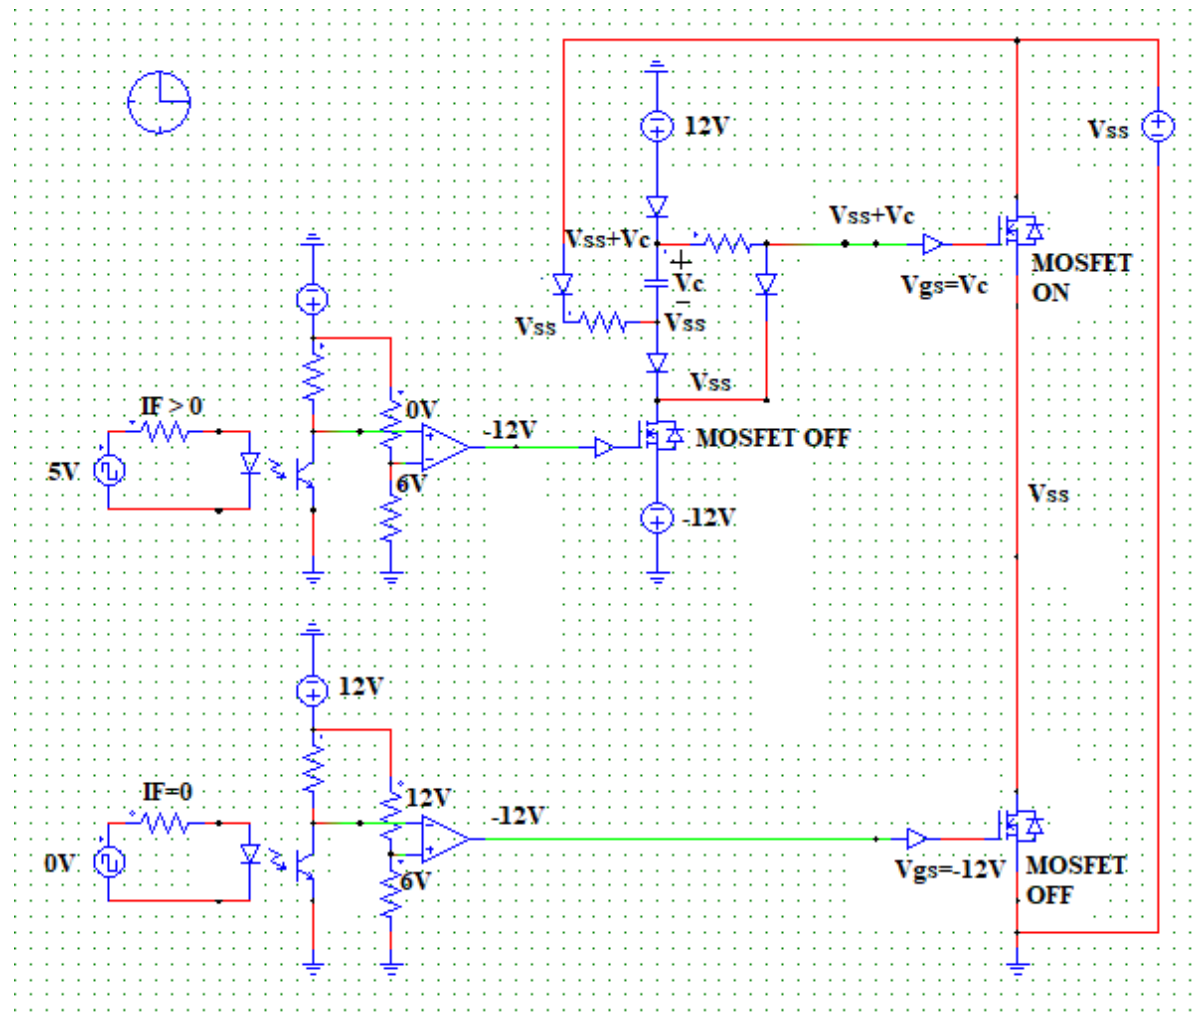 12V
Vss
Vss+Vc
Vss+Vc
+
Vc
−
Vgs=Vc
MOSFET
ON
Vss
Vss
Vss
IF > 0
0V
-12V
MOSFET OFF
5V
6V
-12V
Vss
12V
IF=0
12V
-12V
0V
6V
Vgs=-12V
MOSFET
OFF